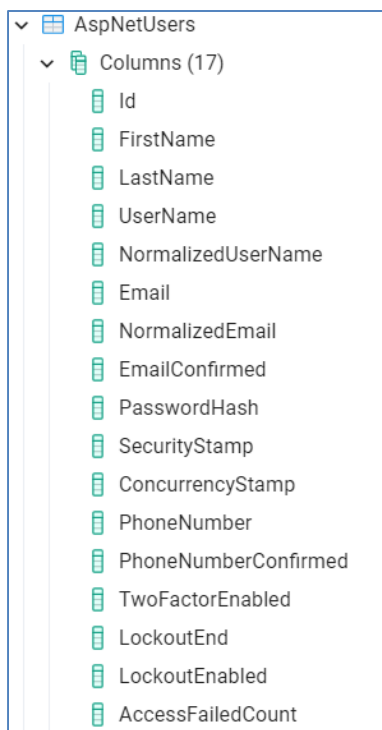 AspNetUsers
Columns (17)
Id
FirstName
LastName
UserName
NormalizedUserName
Email
NormalizedEmail
EmailConfirmed
PasswordHash
SecurityStamp
ConcurrencyStamp
PhoneNumber
PhoneNumberConfirmed
TwoFactorEnabled
LockoutEnd
LockoutEnabled
AccessFailedCount